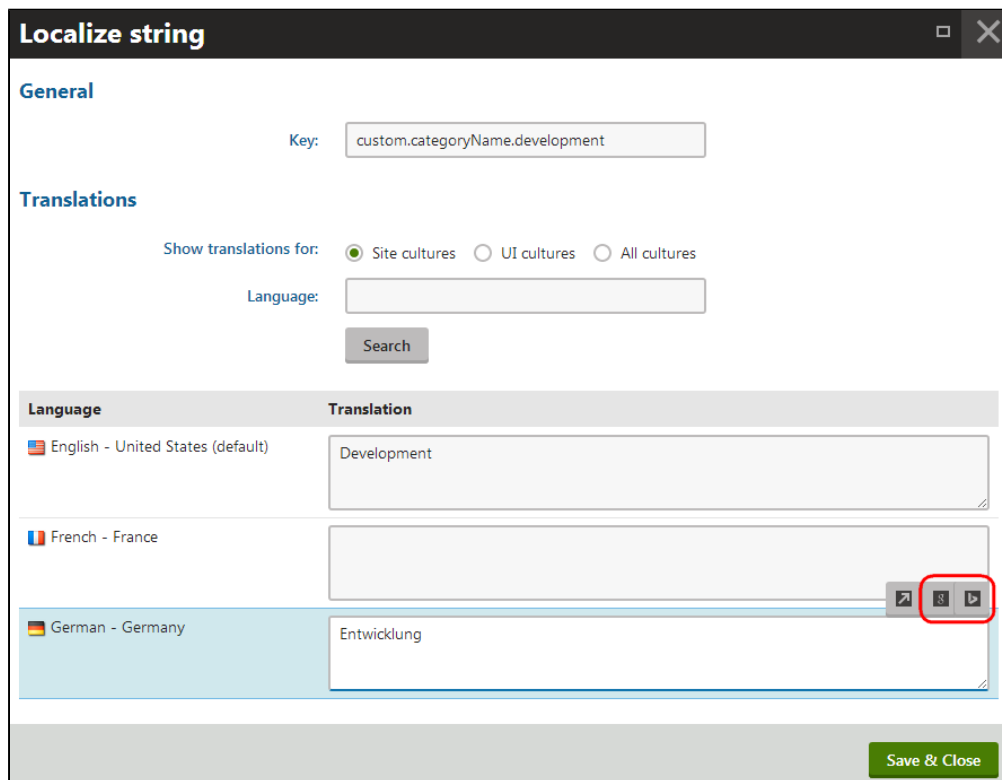 Localize string
General
Key: custom.categoryName.development
Translations
Show translations for: Site cultures UI cultures All cultures
Language:
Search
Language Translation
English - United States (default) Development
French - France
g
German - Germany Entwicklung
Save & Close